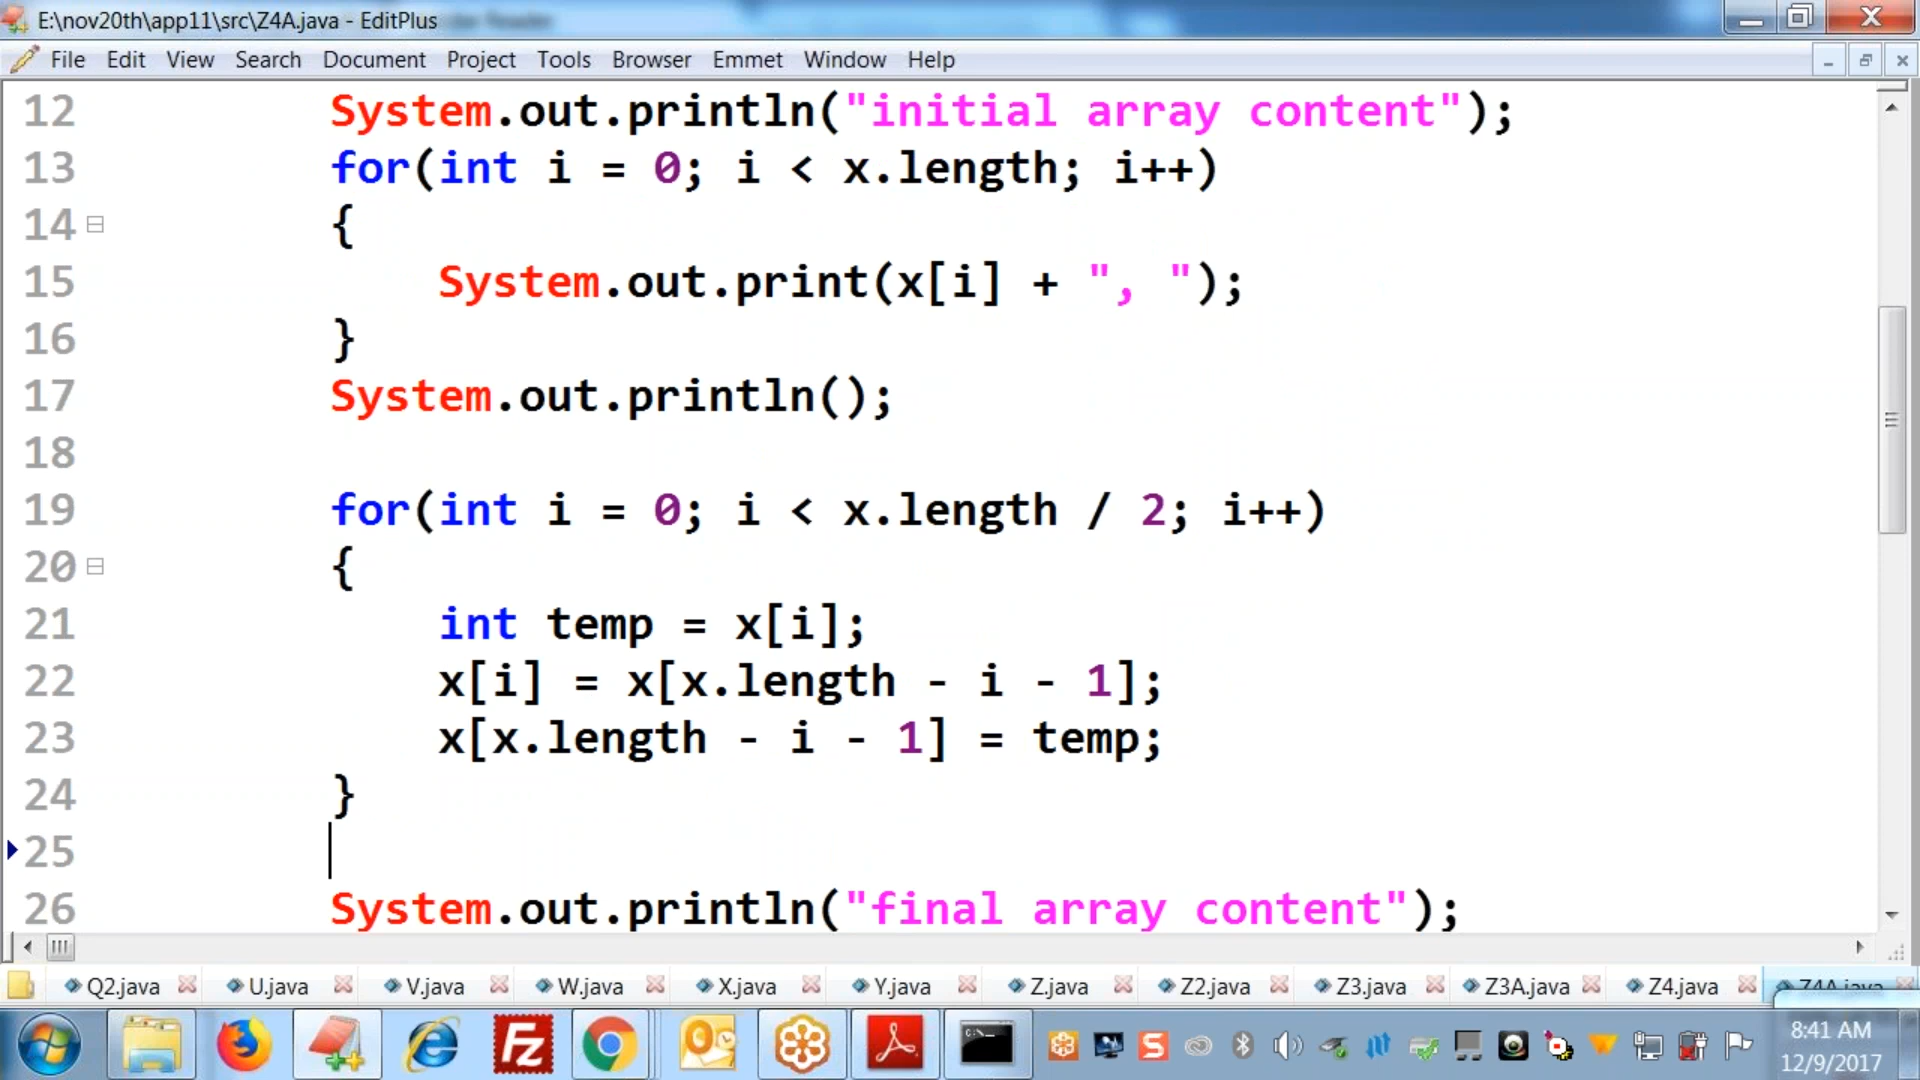 E:\nov20th\app11\src\Z4A.java - EditPlus
File Edit View Search Document Project Tools Browser Emmet Window Help
12 System.out.println("initial array content");
13 for(int i = 0; i < x.length; i++)
14 {
15 System.out.print(x[i] + ", ");
16 }
17 System.out.println();
18
19 for(int i = 0; i < x.length / 2; i++)
20 {
21 int temp = x[i];
22 x[i] = x[x.length - i - 1];
23 x[x.length - i - 1] = temp;
24 }
25
26 System.out.println("final array content");
Q2.java U.java V.java W.java X.java Y.java Z.java Z2.java Z3.java Z3A.java Z4.java Z4A.java
8:41 AM
12/9/2017